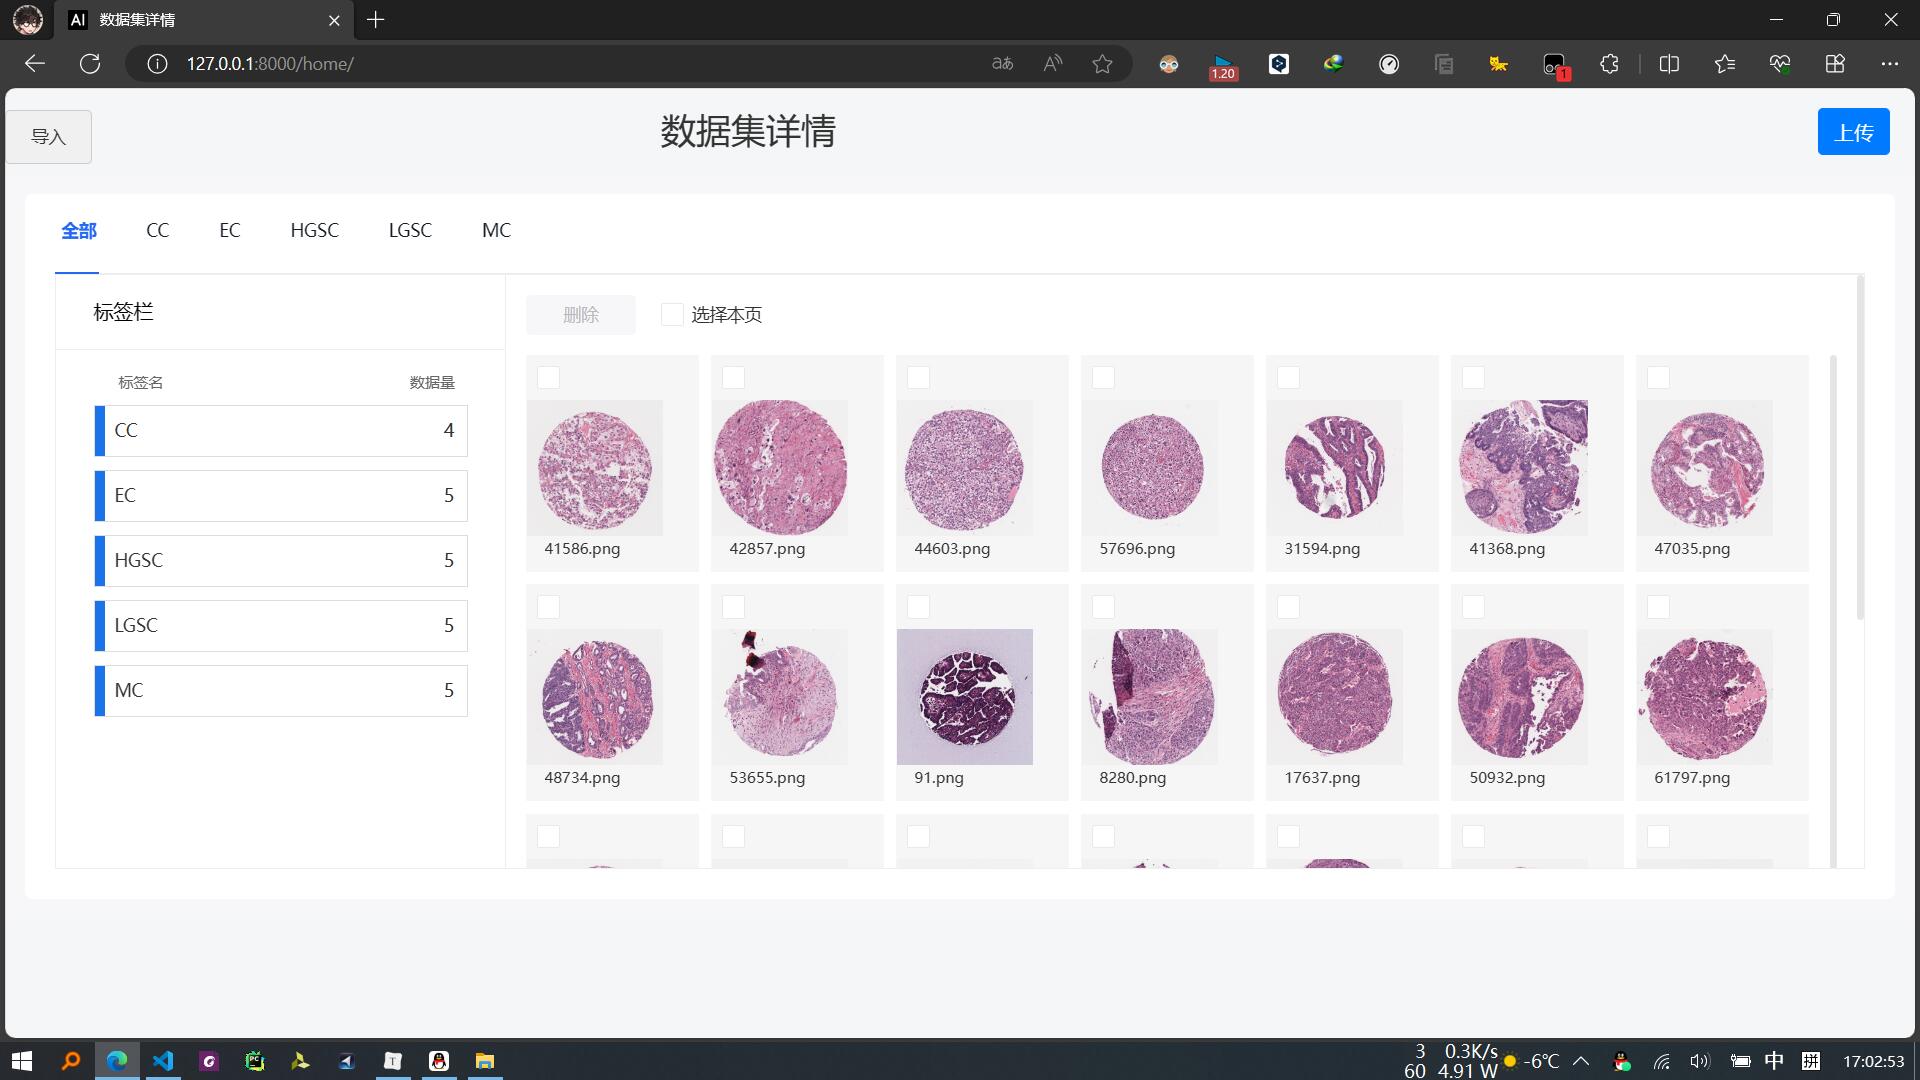 数据集详情
127.0.0.1:8000/home/
1.20
1
导入
数据集详情
上传
全部 CC EC HGSC LGSC MC
标签栏
删除 选择本页
标签名 数据量
CC 4
EC 5
HGSC 5
LGSC 5
MC 5
41586.png 42857.png 44603.png 57696.png 31594.png 41368.png 47035.png
48734.png 53655.png 91.png 8280.png 17637.png 50932.png 61797.png
3 0.3K/s
60 4.91 W
-6℃
中
拼
17:02:53